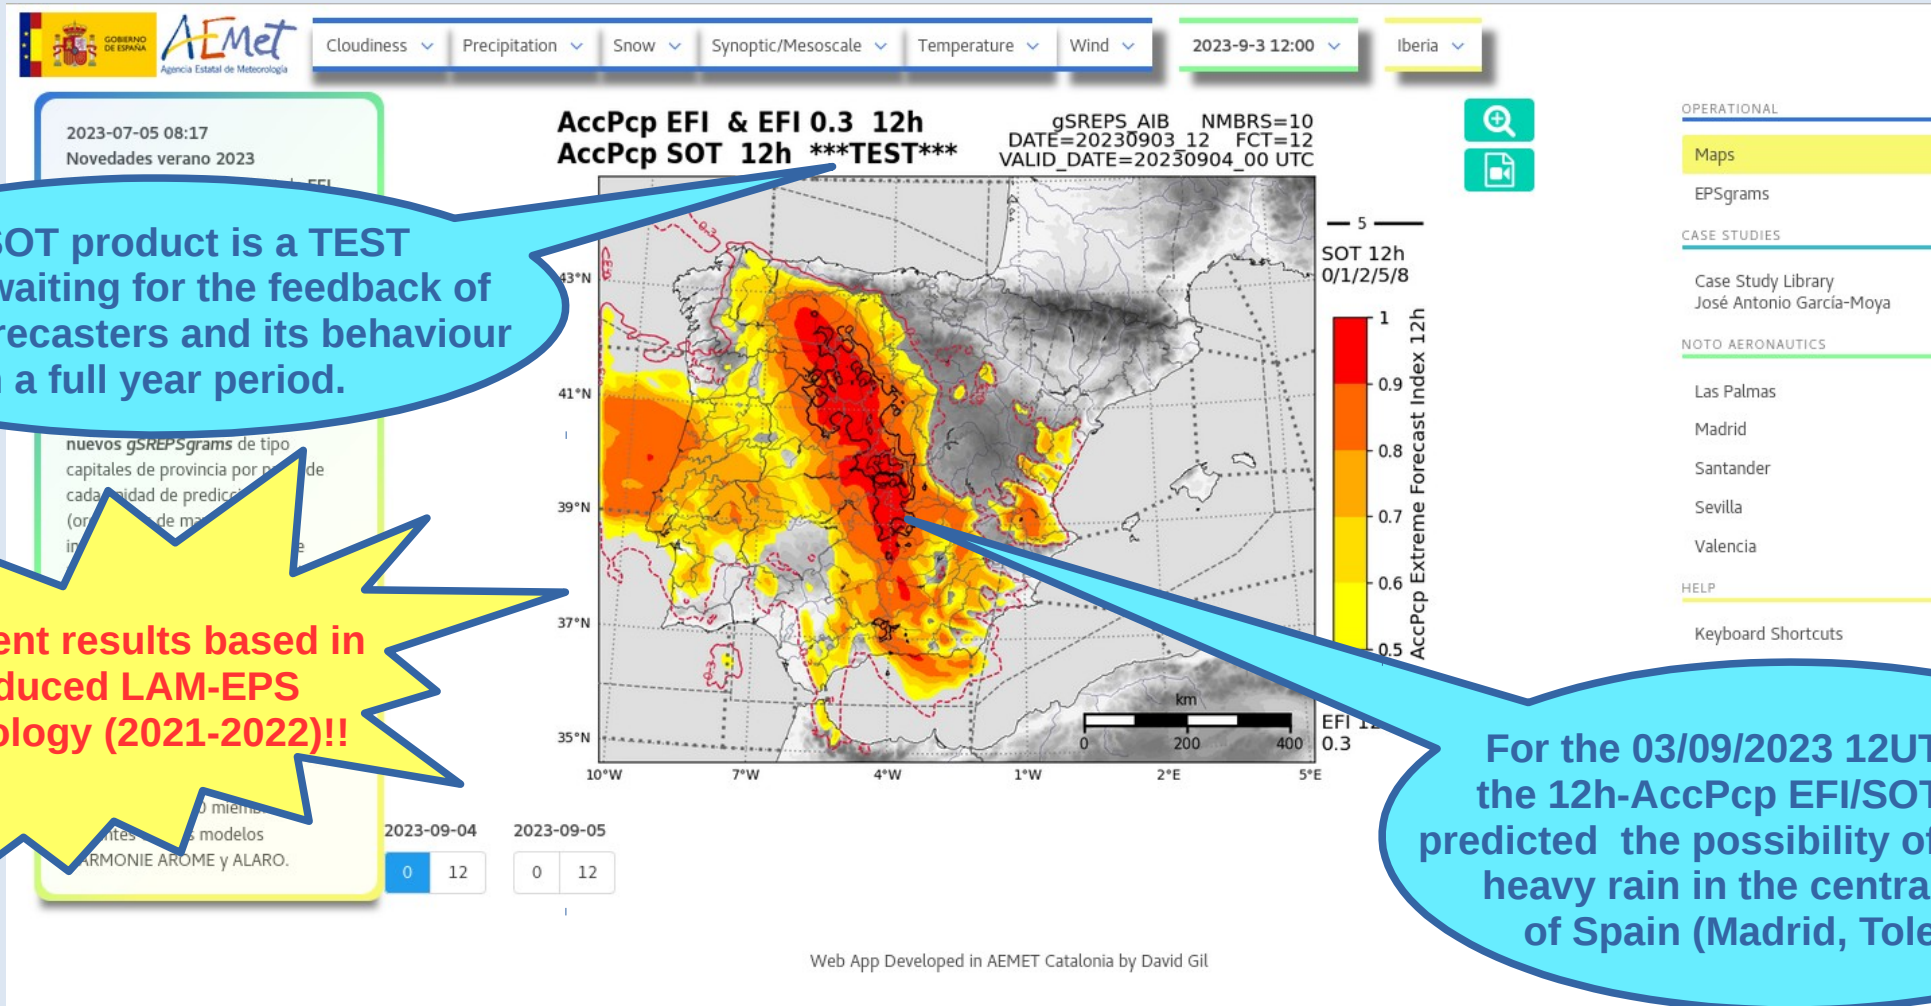 GOBIERNO
DE ESPAÑA
AEMet
Agencia Estatal de Meteorología
Cloudiness
Precipitation
Snow
Synoptic/Mesoscale
Temperature
Wind
2023-9-3 12:00
Iberia
2023-07-05 08:17
Novedades verano 2023
SOT product is a TEST
waiting for the feedback of
recasters and its behaviour
a full year period.
nuevos gSREPSgrams de tipo
capitales de provincia por de
cada unidad de
de
ent results based in
duced LAM-EPS
ology (2021-2022)!!
modelos
ARMONIE AROME y ALARO.
AccPcp EFI & EFI 0.3 12h
AccPcp SOT 12h ***TEST***
gSREPS_AIB NMBRS=10
DATE=20230903_12 FCT=12
VALID_DATE=20230904_00 UTC
43°N
41°N
39°N
37°N
35°N
10°W
7°W
4°W
1°W
2°E
5°E
0.3
km
0
200
400
5
SOT 12h
0/1/2/5/8
1
0.9
0.8
0.7
0.6
0.5
AccPcp Extreme Forecast Index 12h
EFI 12
0.3
2023-09-04
0
12
2023-09-05
0
12
OPERATIONAL
Maps
EPSgrams
CASE STUDIES
Case Study Library
José Antonio García-Moya
NOTO AERONAUTICS
Las Palmas
Madrid
Santander
Sevilla
Valencia
HELP
Keyboard Shortcuts
For the 03/09/2023 12UT
the 12h-AccPcp EFI/SOT
predicted the possibility of
heavy rain in the centra
of Spain (Madrid, Tole
Web App Developed in AEMET Catalonia by David Gil